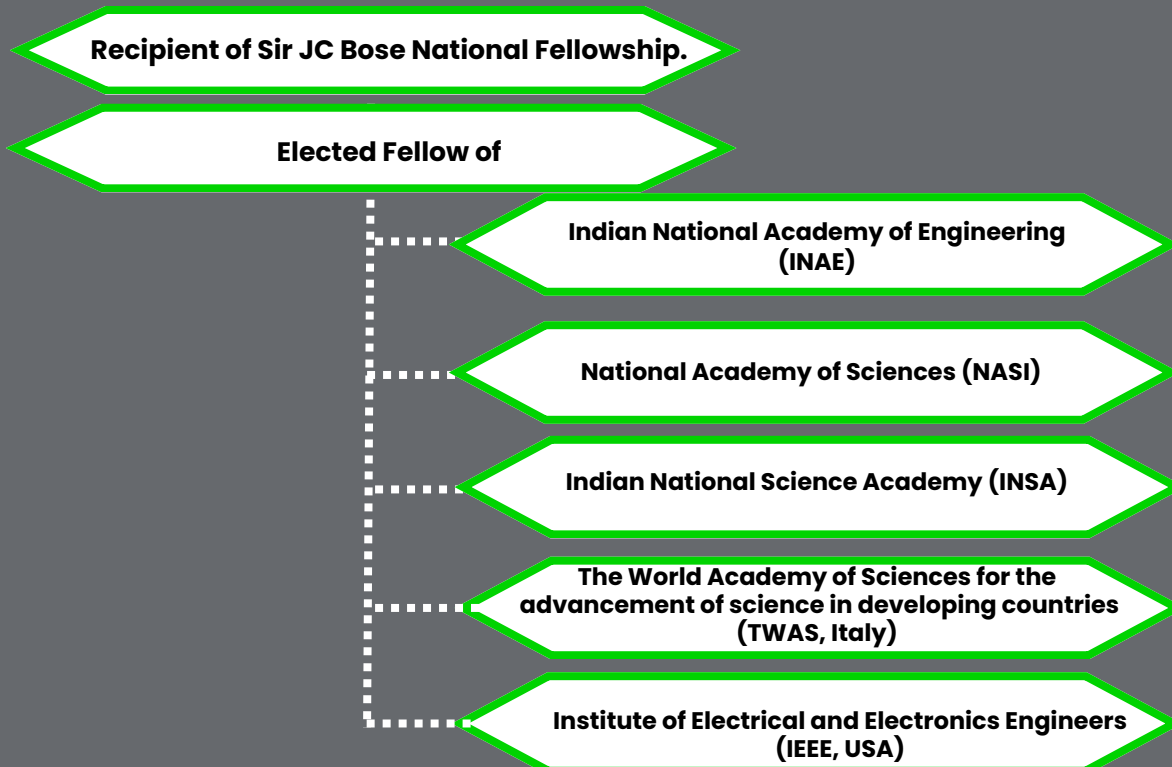 Recipient of Sir JC Bose National Fellowship.
Elected Fellow of
Indian National Academy of Engineering
(INAE)
National Academy of Sciences (NASI)
Indian National Science Academy (INSA)
The World Academy of Sciences for the
advancement of science in developing countries
(TWAS, Italy)
Institute of Electrical and Electronics Engineers
(IEEE, USA)